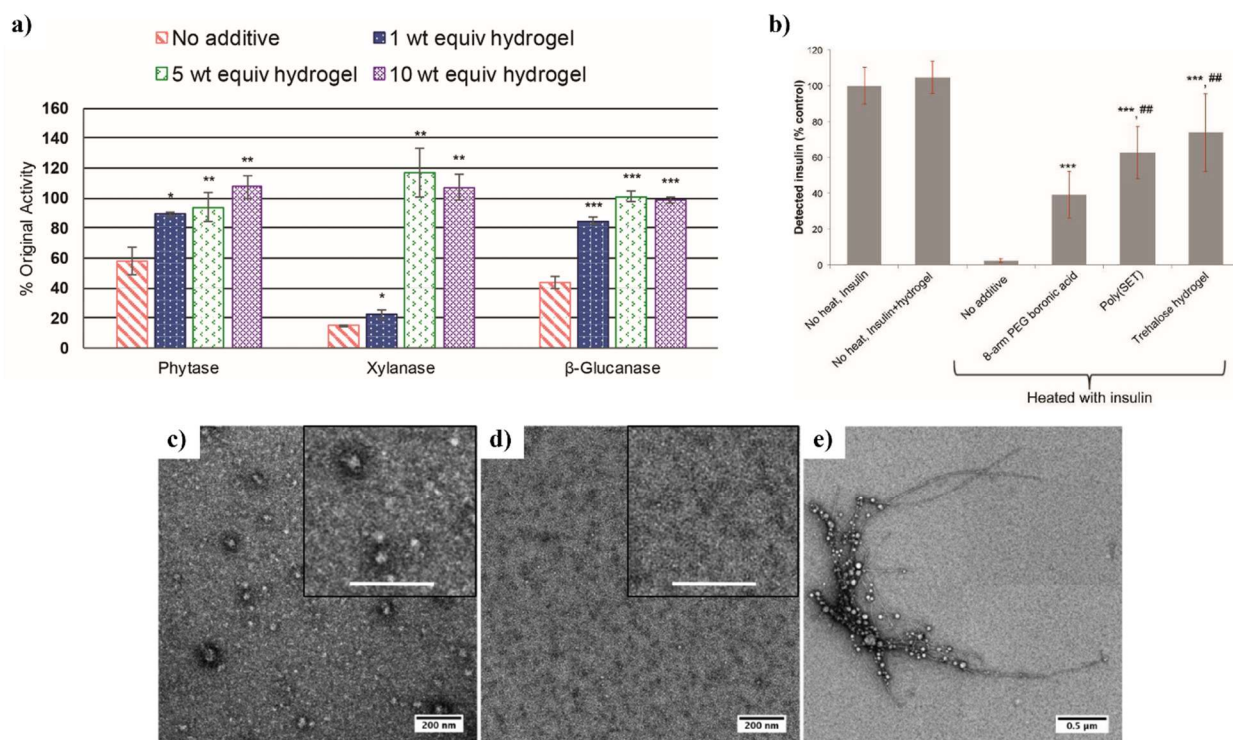 a)
No additive
1 wt equiv hydrogel
5 wt equiv hydrogel
10 wt equiv hydrogel
% Original Activity
160
140
120
100
80
60
40
20
0
*
**
**
*
**
**
***
***
***
Phytase
Xylanase
β-Glucanase
b)
Detected insulin (% control)
120
100
80
60
40
20
0
***
***, ##
***, ##
No heat, Insulin
No heat, Insulin+hydrogel
No additive
8-arm PEG boronic acid
Poly(SET)
Trehalose hydrogel
Heated with insulin
c)
200 nm
d)
200 nm
e)
0.5 µm